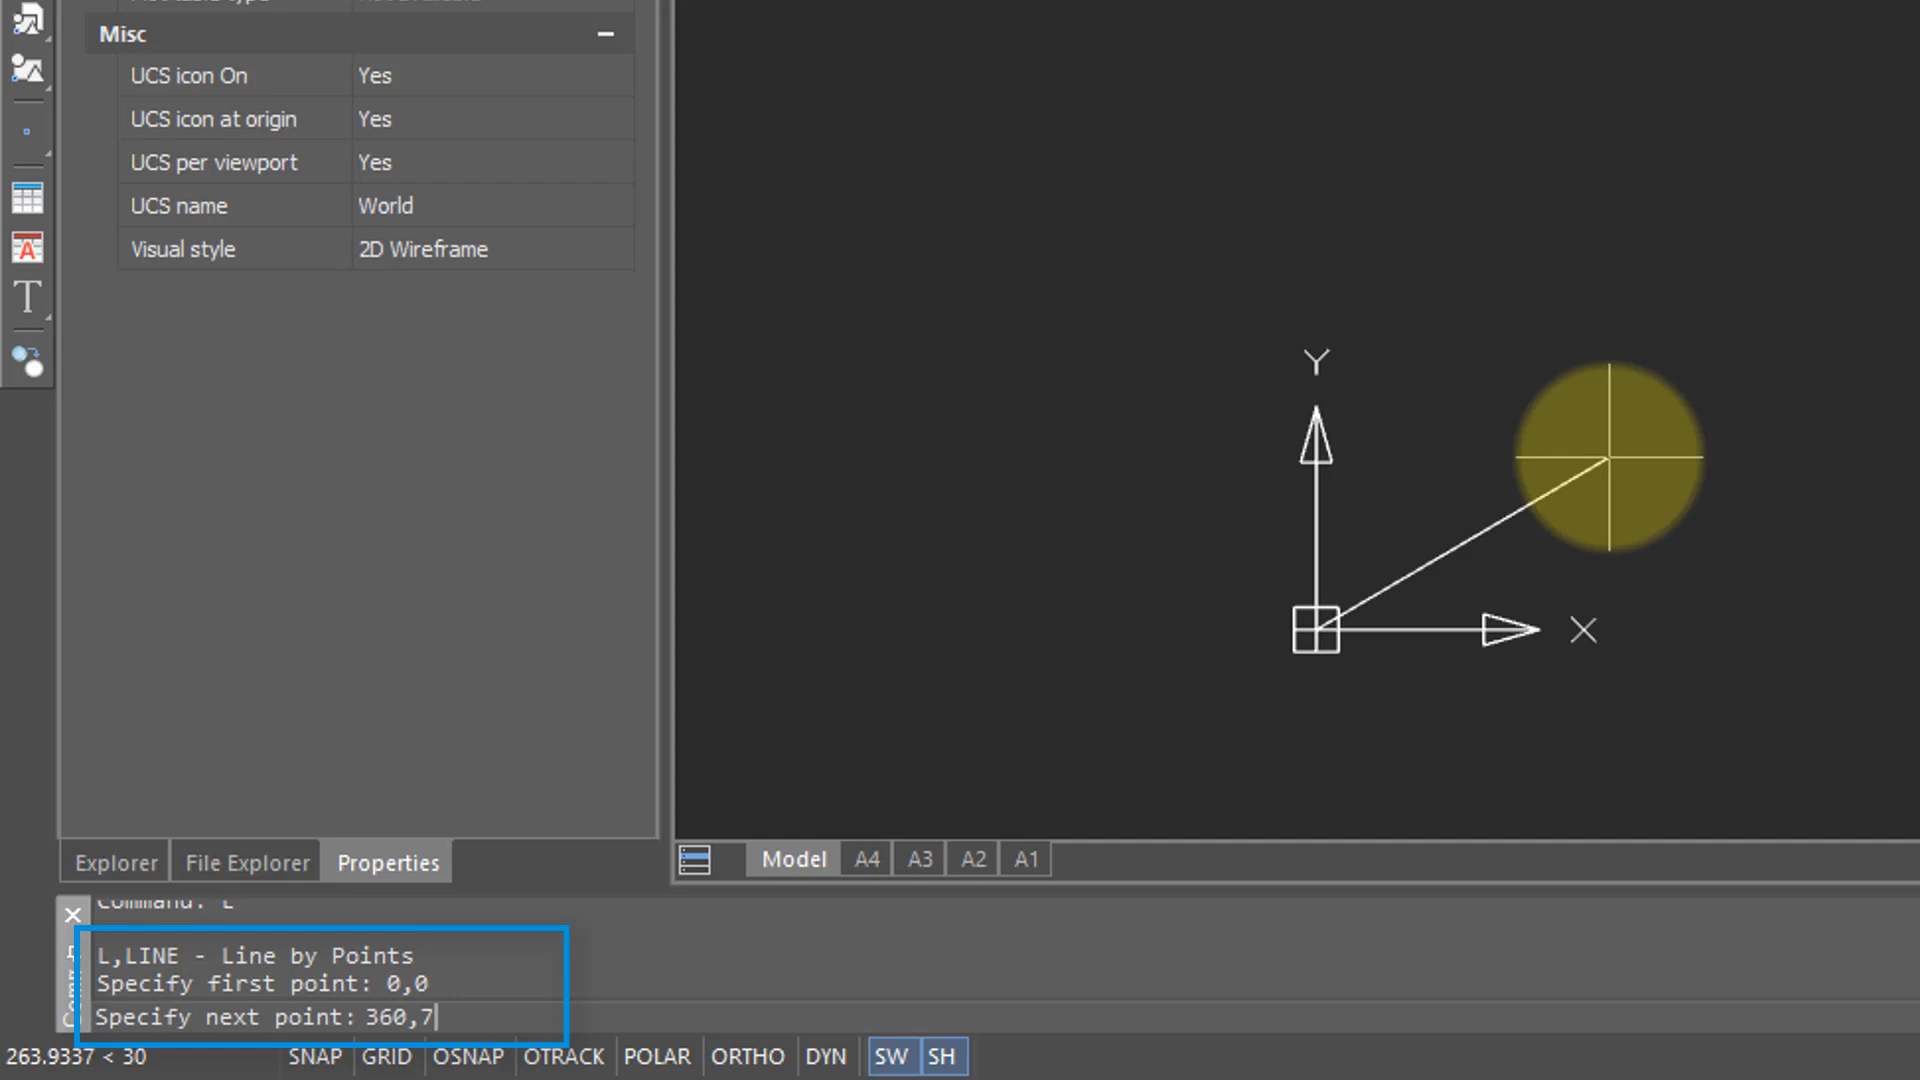 Misc
UCS icon On Yes
UCS icon at origin Yes
UCS per viewport Yes
UCS name World
Visual style 2D Wireframe
A
T
Y
X
Explorer File Explorer Properties
Model A4 A3 A2 A1
Command: L
L,LINE - Line by Points
Specify first point: 0,0
Specify next point: 360,7
263.9337 < 30 SNAP GRID OSNAP OTRACK POLAR ORTHO DYN SW SH